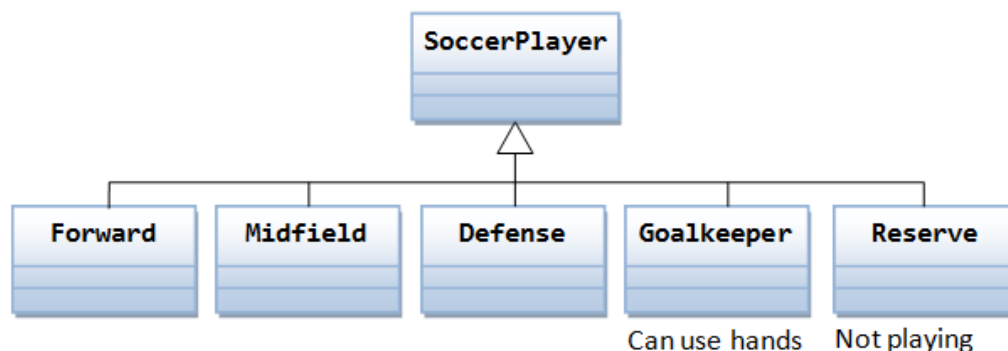 SoccerPlayer
Forward Midfield Defense Goalkeeper Reserve
Can use hands Not playing